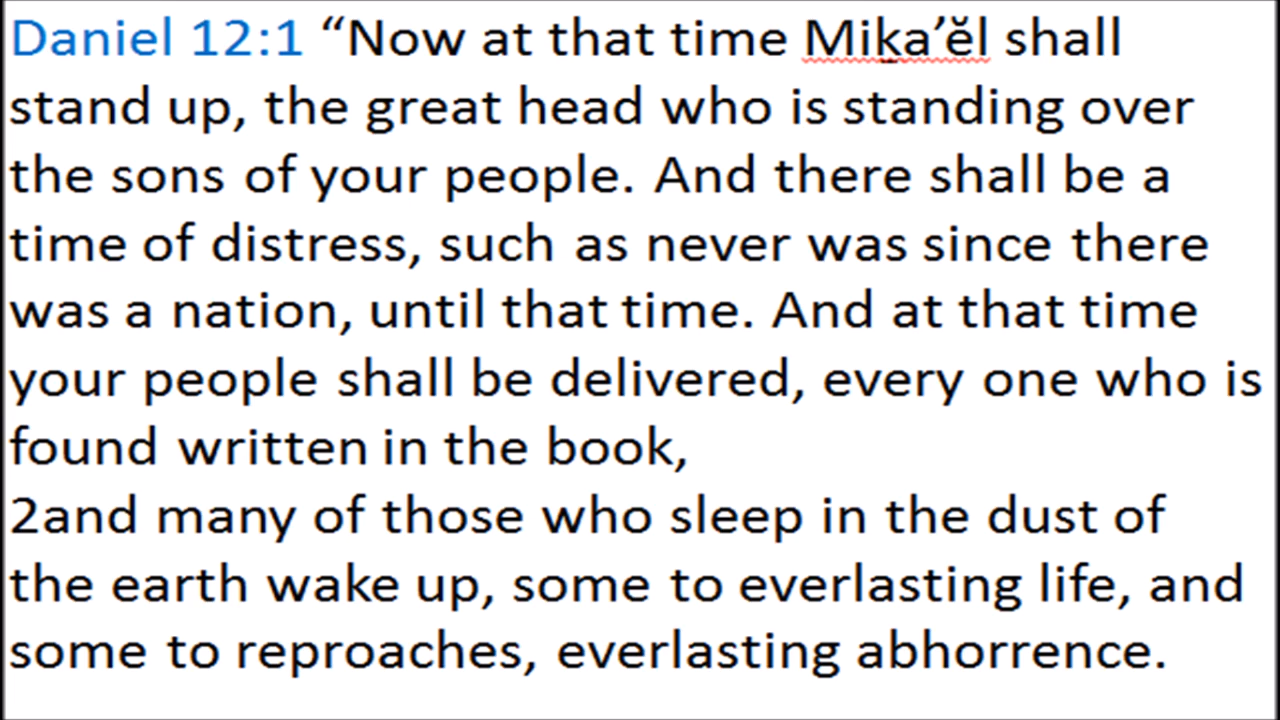 Daniel 12:1 “Now at that time Mika’ĕl shall
stand up, the great head who is standing over
the sons of your people. And there shall be a
time of distress, such as never was since there
was a nation, until that time. And at that time
your people shall be delivered, every one who is
found written in the book,
2and many of those who sleep in the dust of
the earth wake up, some to everlasting life, and
some to reproaches, everlasting abhorrence.